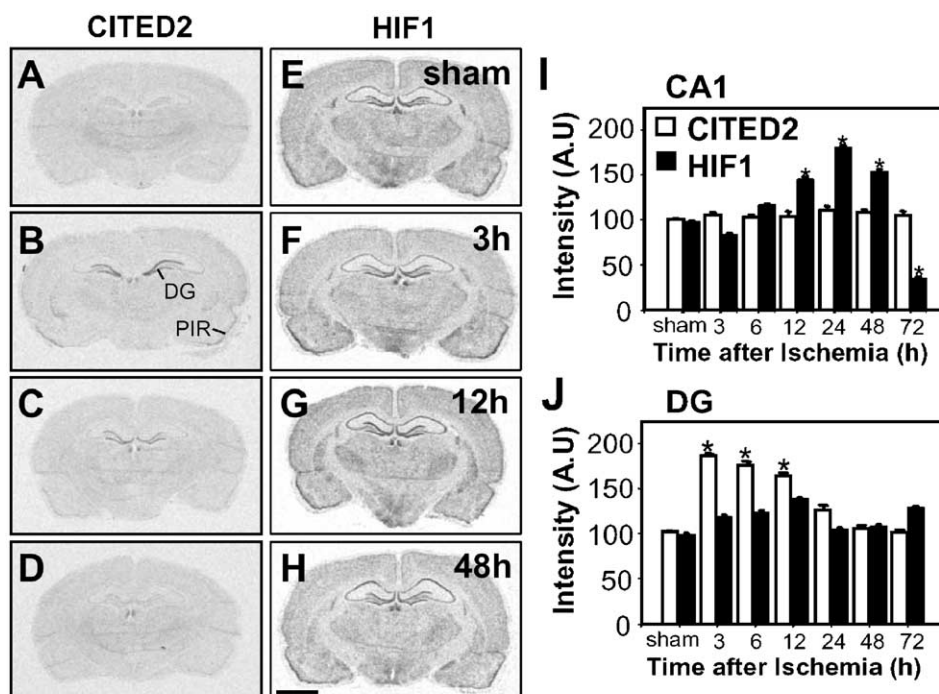 CITED2 HIF1
A E sham
B DG PIR F 3h
C G 12h
D H 48h
I CA1
CITED2
HIF1
Intensity (A.U)
200
150
100
50
0
* * * *
sham 3 6 12 24 48 72
Time after Ischemia (h)
J DG
Intensity (A.U)
200
150
100
50
0
* * *
sham 3 6 12 24 48 72
Time after Ischemia (h)